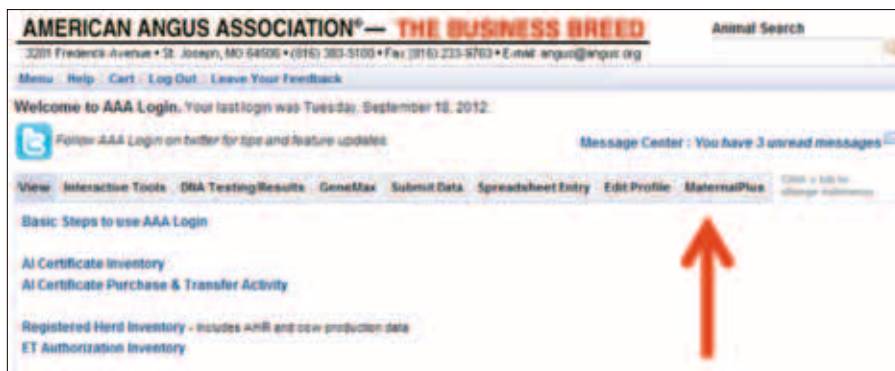 AMERICAN ANGUS ASSOCIATION®— THE BUSINESS BREED
Animal Search
3201 Frederick Avenue • St. Joseph, MO 64506 • (816) 383-5100 • Fax (816) 233-9703 • E-mail angus@angus.org
Menu Help Cart Log Out Leave Your Feedback
Welcome to AAA Login. Your last login was Tuesday, September 18, 2012.
Follow AAA Login on twitter for tips and feature updates.
Message Center : You have 3 unread messages
View Interactive Tools DNA Testing/Results GeneMax Submit Data Spreadsheet Entry Edit Profile MaternalPlus
Click a tab to
change
Basic Steps to use AAA Login
AI Certificate Inventory
AI Certificate Purchase & Transfer Activity
Registered Herd Inventory - Includes AHIR and cow production data
ET Authorization Inventory